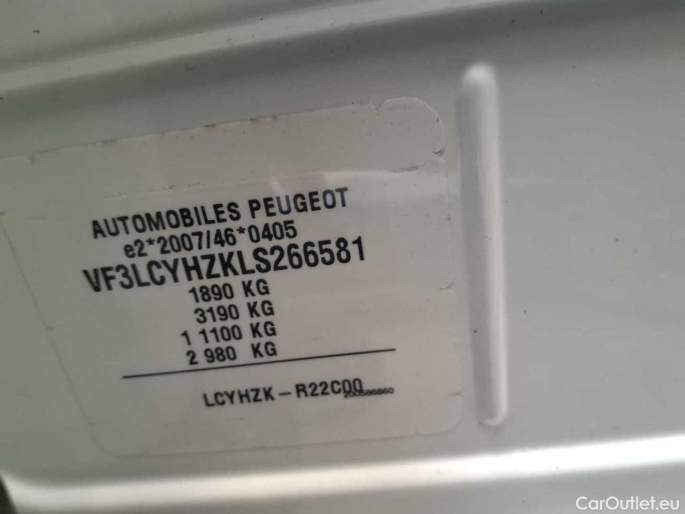 AUTOMOBILES PEUGEOT
e2*2007/46*0405
VF3LCYHZKLS266581
1890 KG
3190 KG
1 1100 KG
2 980 KG
LCYHZK - R22C00
CarOutlet.eu